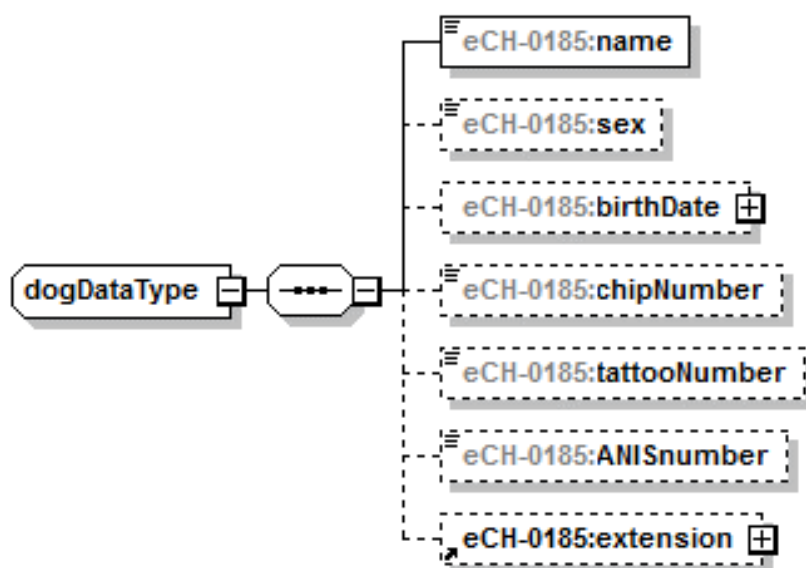 eCH-0185:name
eCH-0185:sex
eCH-0185:birthDate
dogDataType
eCH-0185:chipNumber
eCH-0185:tattooNumber
eCH-0185:ANISnumber
eCH-0185:extension